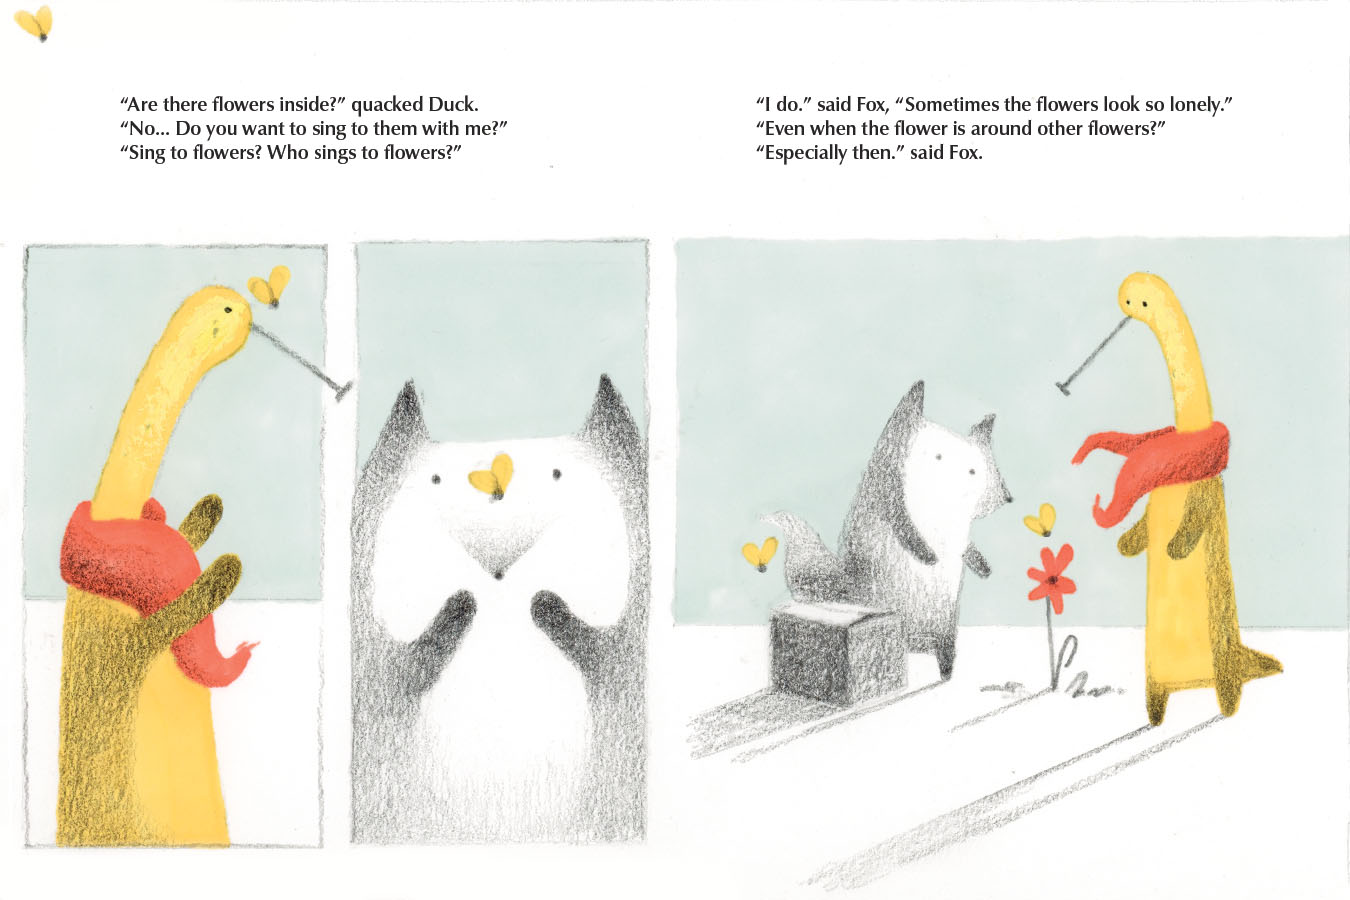 “Are there flowers inside?” quacked Duck.
“No... Do you want to sing to them with me?”
“Sing to flowers? Who sings to flowers?”
“I do.” said Fox, “Sometimes the flowers look so lonely.”
“Even when the flower is around other flowers?”
“Especially then.” said Fox.